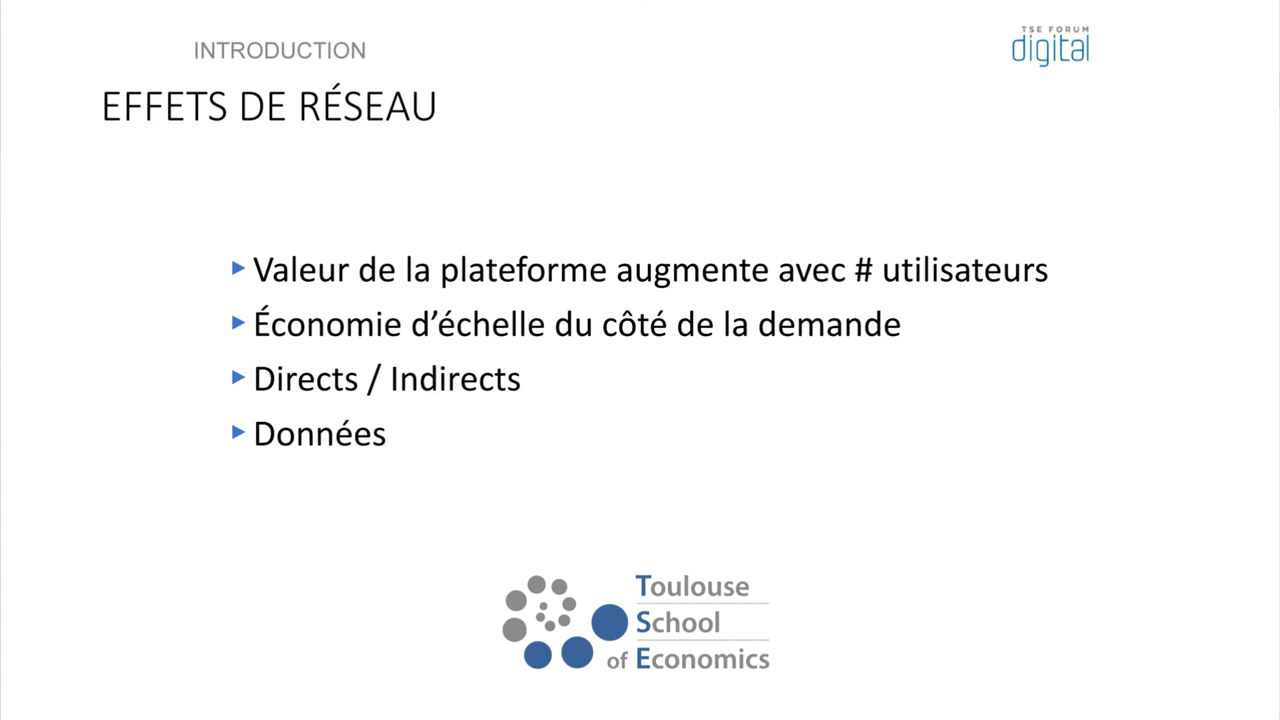 INTRODUCTION
TSE FORUM
digital
EFFETS DE RÉSEAU
Valeur de la plateforme augmente avec # utilisateurs
Économie d’échelle du côté de la demande
Directs / Indirects
Données
Toulouse
School
of Economics